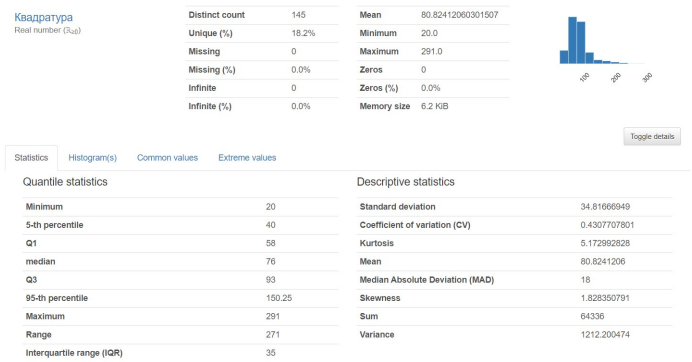 Квадратура
Real number (ℝ≥0)
Distinct count 145
Unique (%) 18.2%
Missing 0
Missing (%) 0.0%
Infinite 0
Infinite (%) 0.0%
Mean 80.82412060301507
Minimum 20.0
Maximum 291.0
Zeros 0
Zeros (%) 0.0%
Memory size 6.2 KiB
100 200 300
Toggle details
Statistics Histogram(s) Common values Extreme values
Quantile statistics
Minimum 20
5-th percentile 40
Q1 58
median 76
Q3 93
95-th percentile 150.25
Maximum 291
Range 271
Interquartile range (IQR) 35
Descriptive statistics
Standard deviation 34.81666949
Coefficient of variation (CV) 0.4307707801
Kurtosis 5.172992828
Mean 80.8241206
Median Absolute Deviation (MAD) 18
Skewness 1.828350791
Sum 64336
Variance 1212.200474